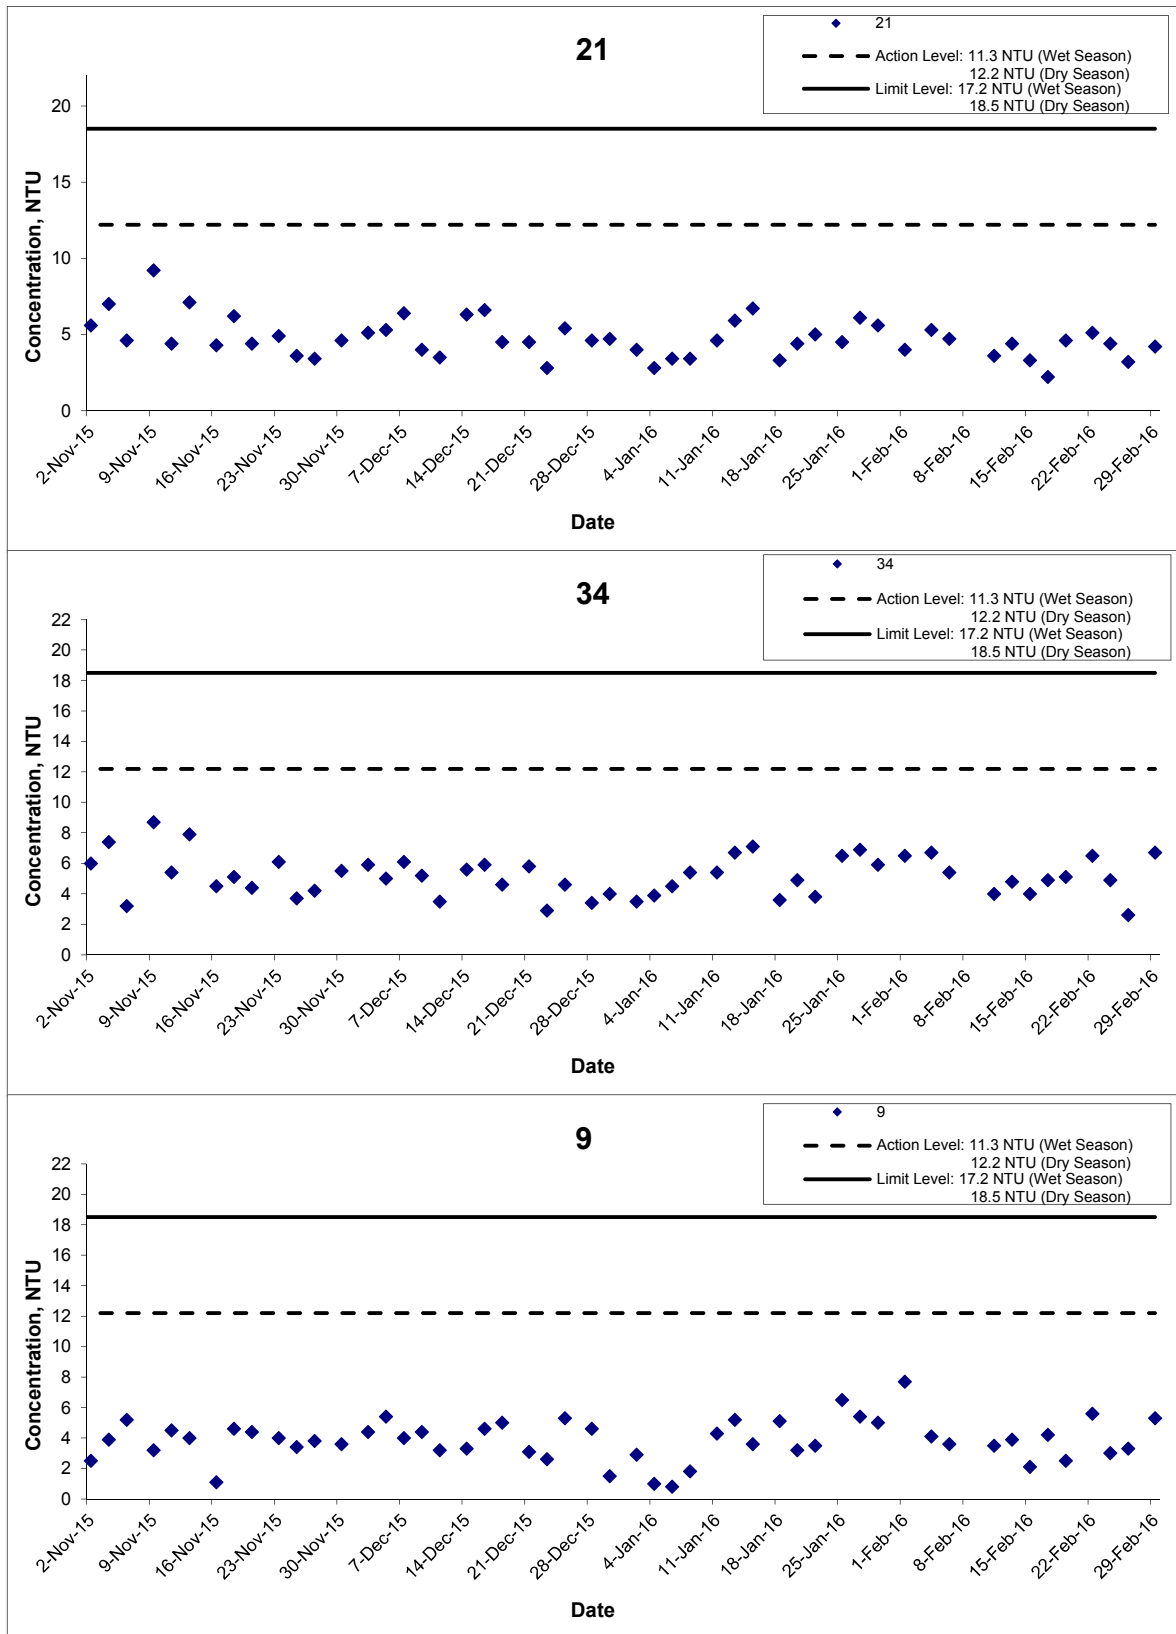 21
21
Action Level: 11.3 NTU (Wet Season)
12.2 NTU (Dry Season)
Limit Level: 17.2 NTU (Wet Season)
18.5 NTU (Dry Season)
Concentration, NTU
20
15
10
5
0
2-Nov-15
9-Nov-15
16-Nov-15
23-Nov-15
30-Nov-15
7-Dec-15
14-Dec-15
21-Dec-15
28-Dec-15
4-Jan-16
11-Jan-16
18-Jan-16
25-Jan-16
1-Feb-16
8-Feb-16
15-Feb-16
22-Feb-16
29-Feb-16
Date
34
34
Action Level: 11.3 NTU (Wet Season)
12.2 NTU (Dry Season)
Limit Level: 17.2 NTU (Wet Season)
18.5 NTU (Dry Season)
Concentration, NTU
22
20
18
16
14
12
10
8
6
4
2
0
2-Nov-15
9-Nov-15
16-Nov-15
23-Nov-15
30-Nov-15
7-Dec-15
14-Dec-15
21-Dec-15
28-Dec-15
4-Jan-16
11-Jan-16
18-Jan-16
25-Jan-16
1-Feb-16
8-Feb-16
15-Feb-16
22-Feb-16
29-Feb-16
Date
9
9
Action Level: 11.3 NTU (Wet Season)
12.2 NTU (Dry Season)
Limit Level: 17.2 NTU (Wet Season)
18.5 NTU (Dry Season)
Concentration, NTU
22
20
18
16
14
12
10
8
6
4
2
0
2-Nov-15
9-Nov-15
16-Nov-15
23-Nov-15
30-Nov-15
7-Dec-15
14-Dec-15
21-Dec-15
28-Dec-15
4-Jan-16
11-Jan-16
18-Jan-16
25-Jan-16
1-Feb-16
8-Feb-16
15-Feb-16
22-Feb-16
29-Feb-16
Date